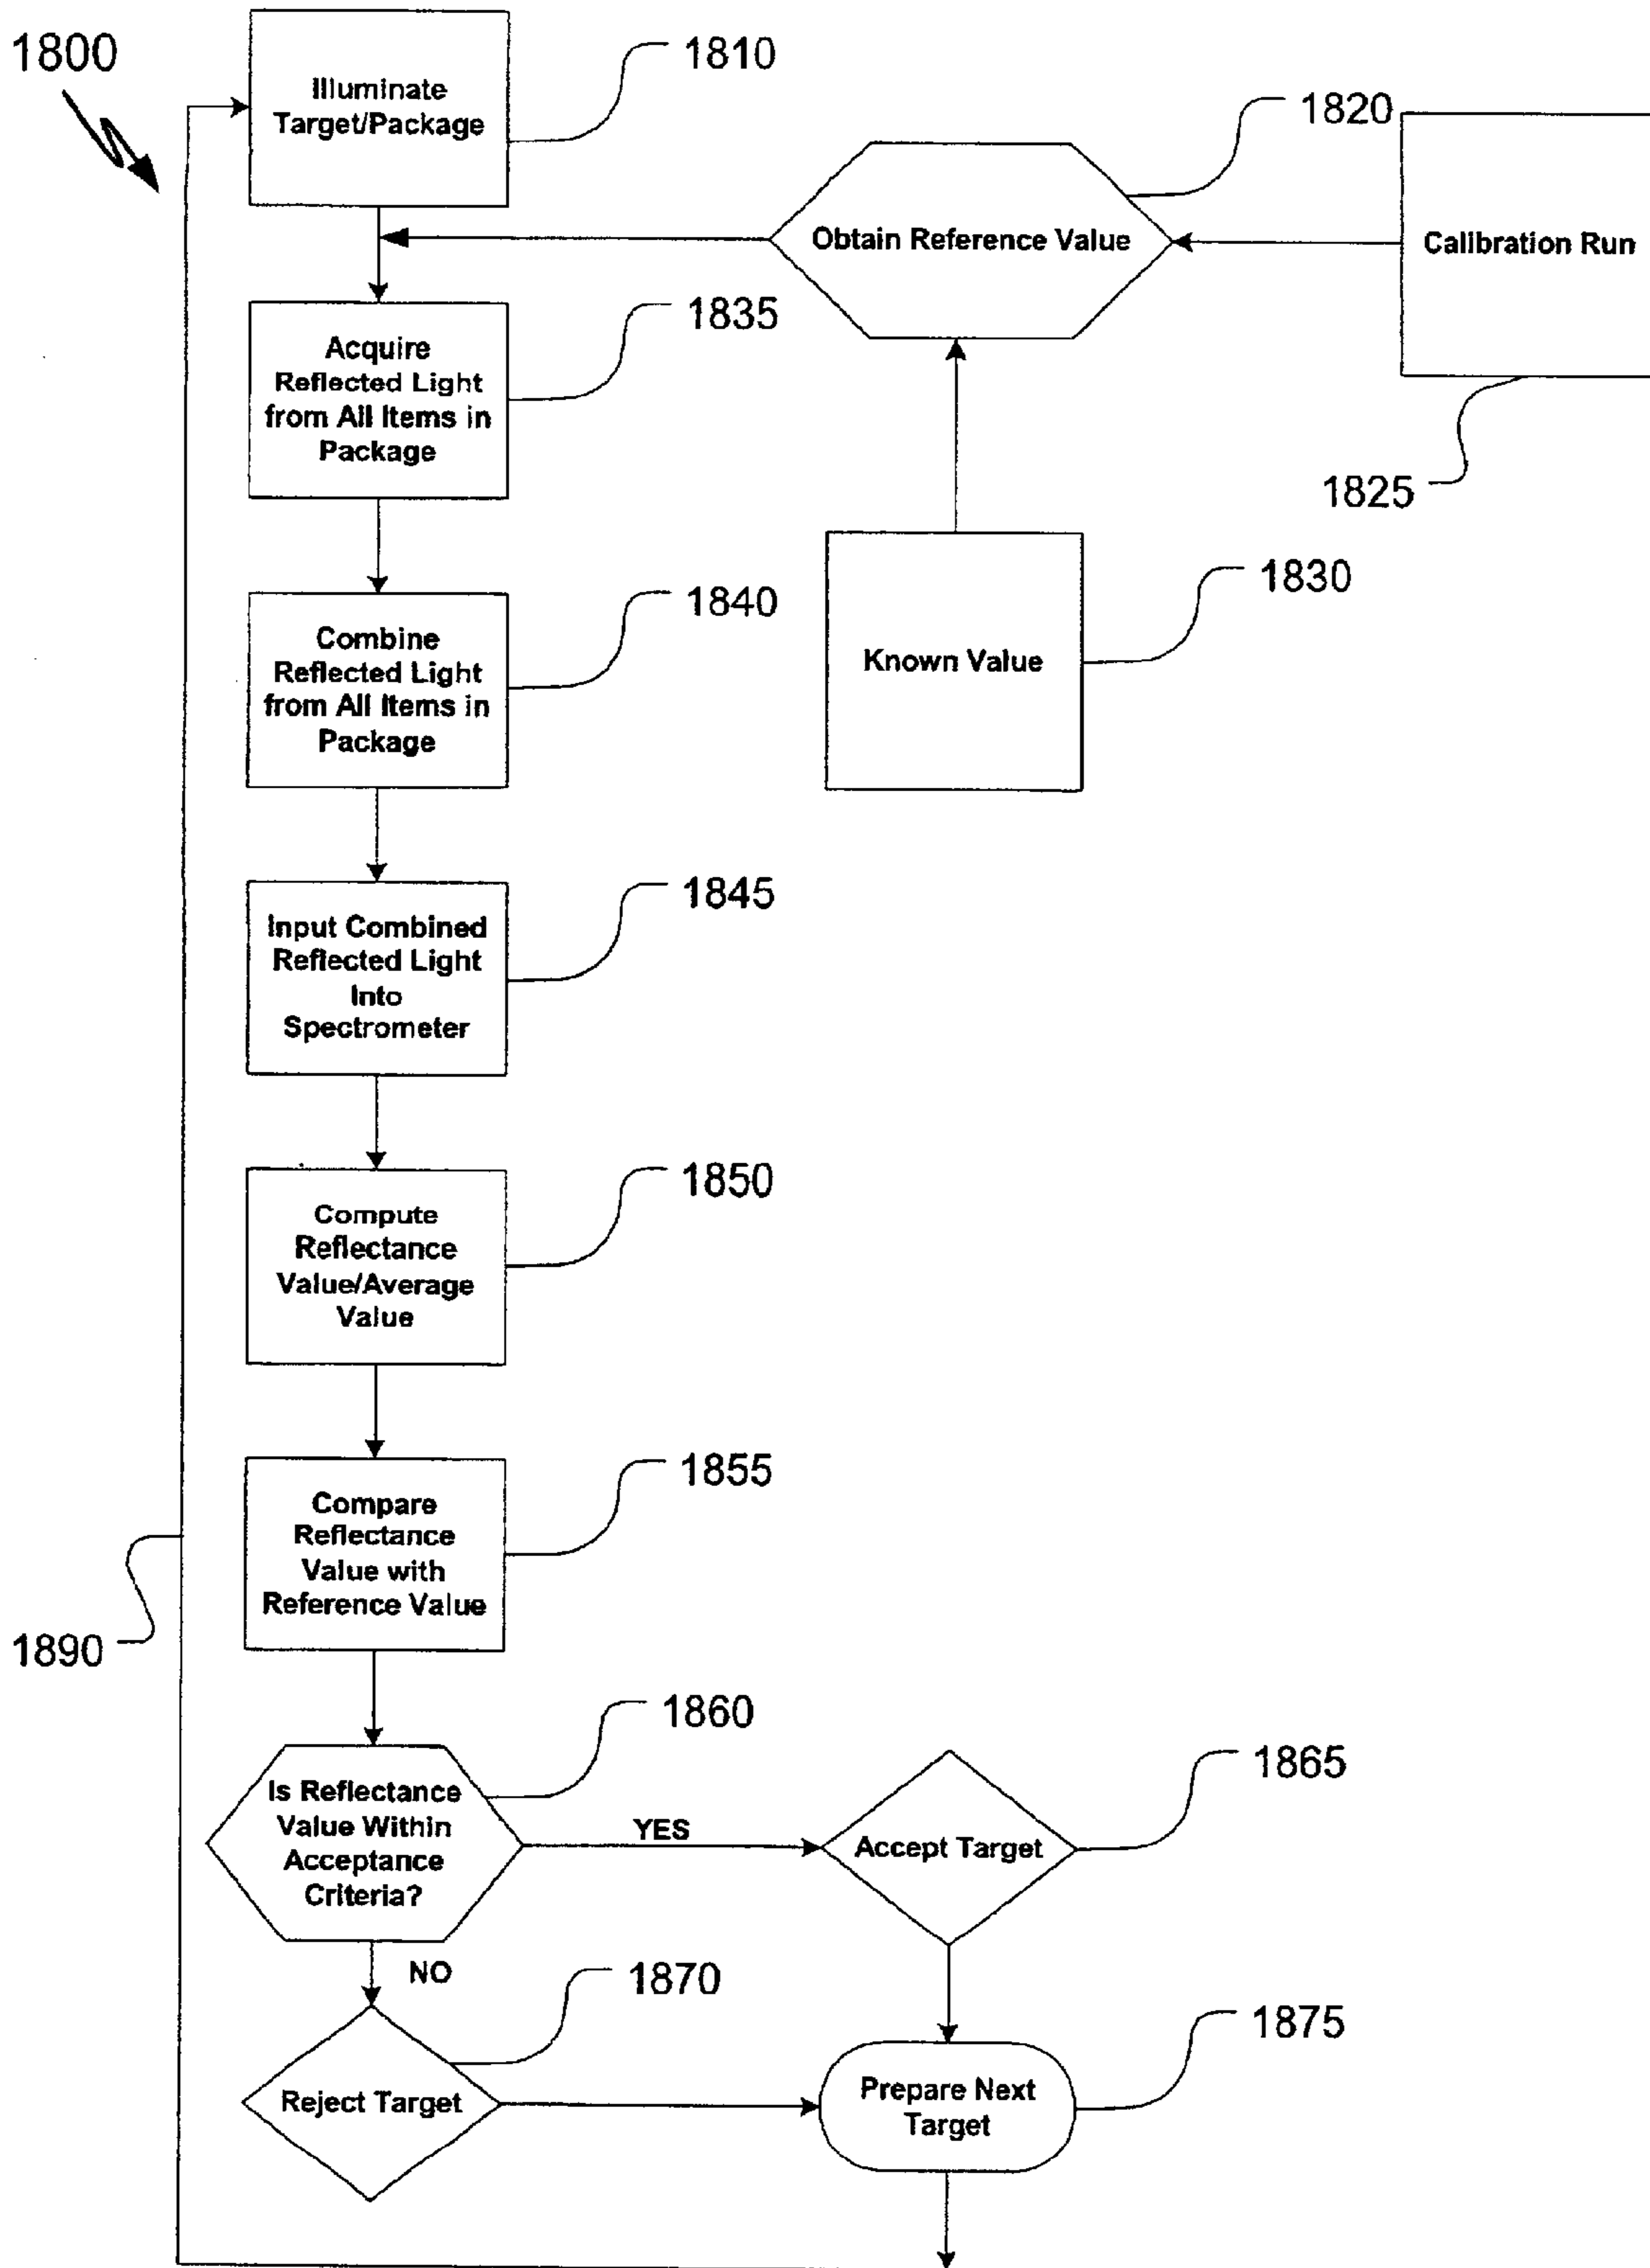 1800
Illuminate
Target/Package
1810
1820
Obtain Reference Value
Calibration Run
1825
Acquire
Reflected Light
from All Items in
Package
1835
Known Value
1830
Combine
Reflected Light
from All Items in
Package
1840
Input Combined
Reflected Light
Into
Spectrometer
1845
Compute
Reflectance
Value/Average
Value
1850
Compare
Reflectance
Value with
Reference Value
1855
1890
Is Reflectance
Value Within
Acceptance
Criteria?
1860
YES
Accept Target
1865
NO
Reject Target
1870
Prepare Next
Target
1875